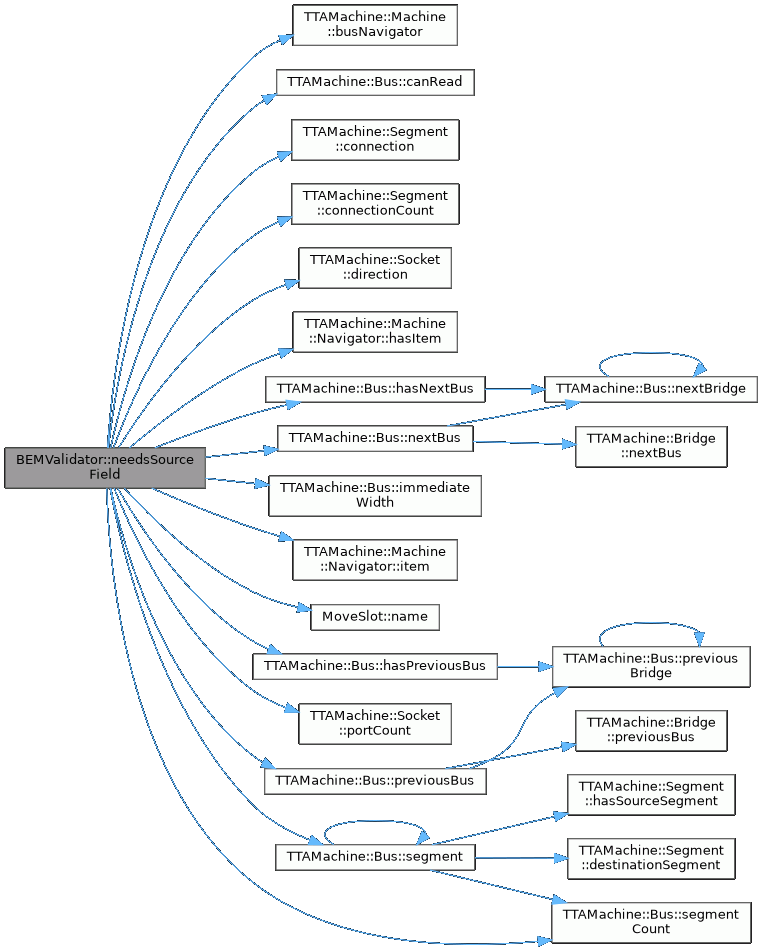 TTAMachine::Machine
::busNavigator
TTAMachine::Bus::canRead
TTAMachine::Segment
::connection
TTAMachine::Segment
::connectionCount
TTAMachine::Socket
::direction
TTAMachine::Machine
::Navigator::hasItem
TTAMachine::Bus::hasNextBus
TTAMachine::Bus::nextBridge
TTAMachine::Bus::nextBus
TTAMachine::Bridge
::nextBus
BEMValidator::needsSource
Field
TTAMachine::Bus::immediate
Width
TTAMachine::Machine
::Navigator::item
MoveSlot::name
TTAMachine::Bus::hasPreviousBus
TTAMachine::Bus::previous
Bridge
TTAMachine::Socket
::portCount
TTAMachine::Bridge
::previousBus
TTAMachine::Bus::previousBus
TTAMachine::Segment
::hasSourceSegment
TTAMachine::Bus::segment
TTAMachine::Segment
::destinationSegment
TTAMachine::Bus::segment
Count